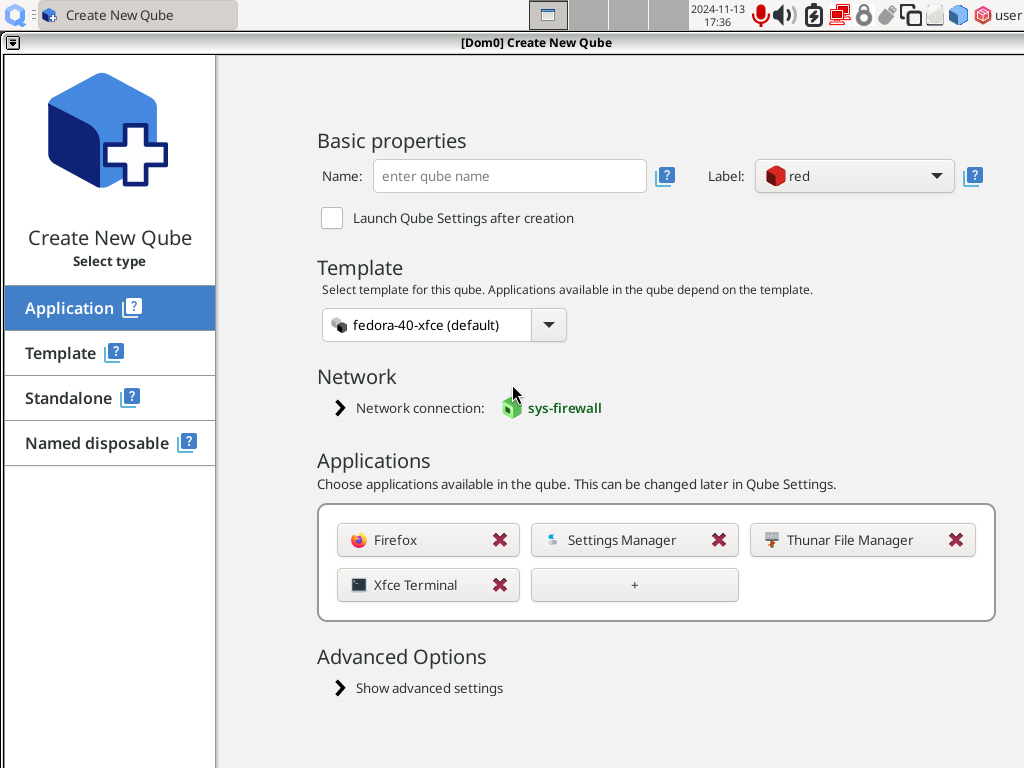 Create New Qube
2024-11-13
17:36
user
[Dom0] Create New Qube
Create New Qube
Select type
Application
Template
Standalone
Named disposable
Basic properties
Name: enter qube name Label: red
Launch Qube Settings after creation
Template
Select template for this qube. Applications available in the qube depend on the template.
fedora-40-xfce (default)
Network
Network connection: sys-firewall
Applications
Choose applications available in the qube. This can be changed later in Qube Settings.
Firefox Settings Manager Thunar File Manager
Xfce Terminal +
Advanced Options
Show advanced settings